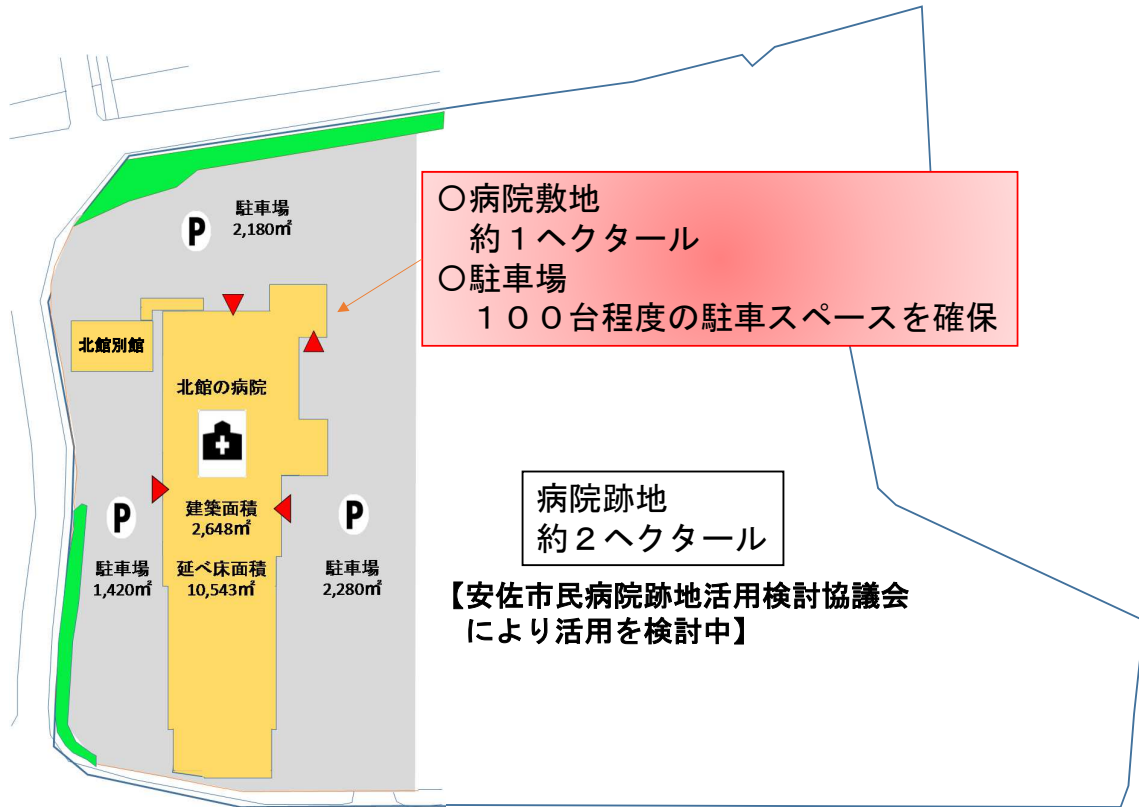 駐車場
2,180㎡
P
○病院敷地
約１ヘクタール
○駐車場
１００台程度の駐車スペースを確保
北館別館
北館の病院
建築面積
2,648㎡
延べ床面積
10,543㎡
P
駐車場
1,420㎡
P
駐車場
2,280㎡
病院跡地
約２ヘクタール
【安佐市民病院跡地活用検討協議会
により活用を検討中】